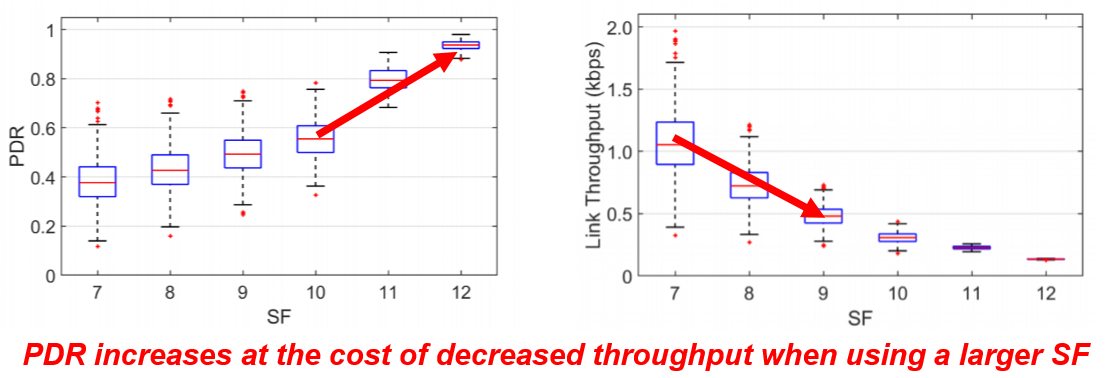 1
0.8
0.6
0.4
0.2
0
PDR
7 8 9 10 11 12
SF
2.0
1.5
1.0
0.5
0
Link Throughput (kbps)
7 8 9 10 11 12
SF
PDR increases at the cost of decreased throughput when using a larger SF